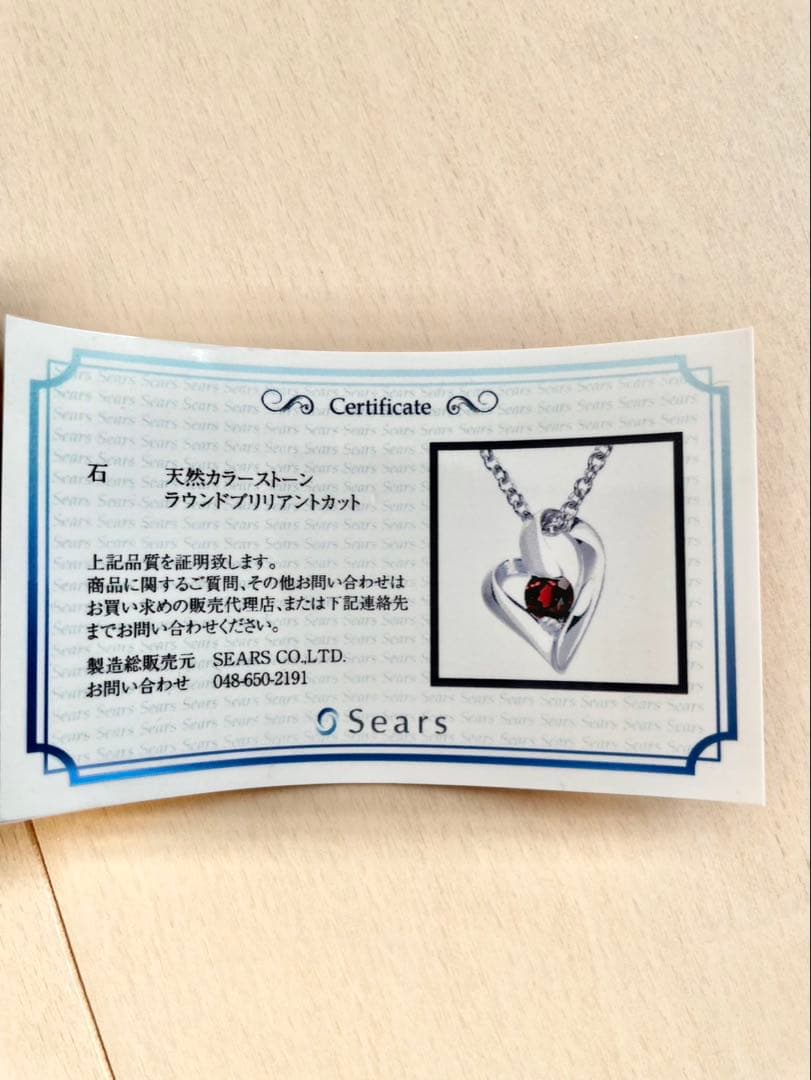 Certificate
石 天然カラーストーン
ラウンドブリリアントカット
上記品質を証明致します。
商品に関するご質問、その他お問い合わせは
お買い求めの販売代理店、または下記連絡先
までお問い合わせください。
製造総販売元 SEARS CO.,LTD.
お問い合わせ 048-650-2191
Sears